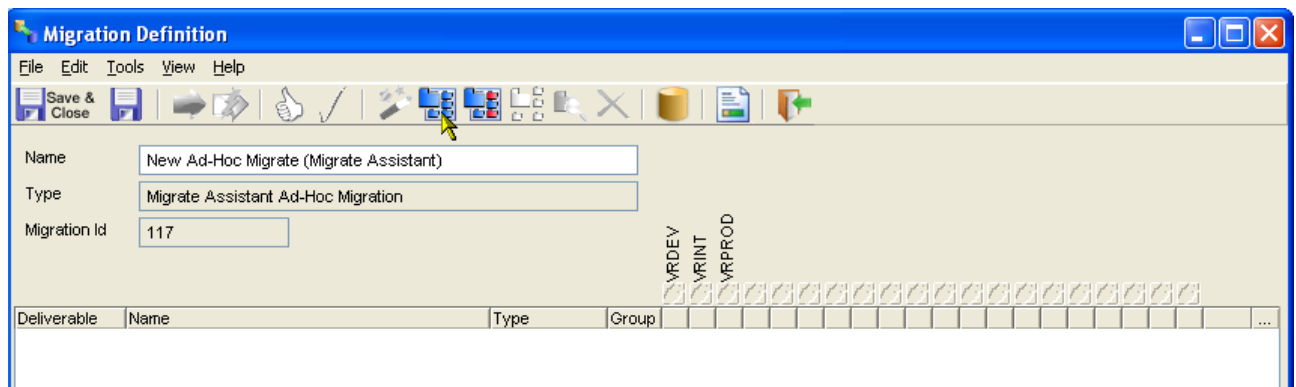 Migration Definition
File Edit Tools View Help
Save &
Close
Name
New Ad-Hoc Migrate (Migrate Assistant)
Type
Migrate Assistant Ad-Hoc Migration
Migration Id
117
VRDEV
VRINT
VRPROD
Deliverable Name Type Group ...